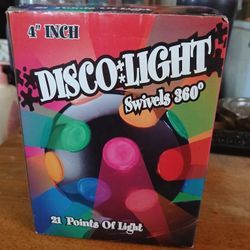 4" INCH
DISCO LIGHT
Swivels 360°
21 Points Of Light